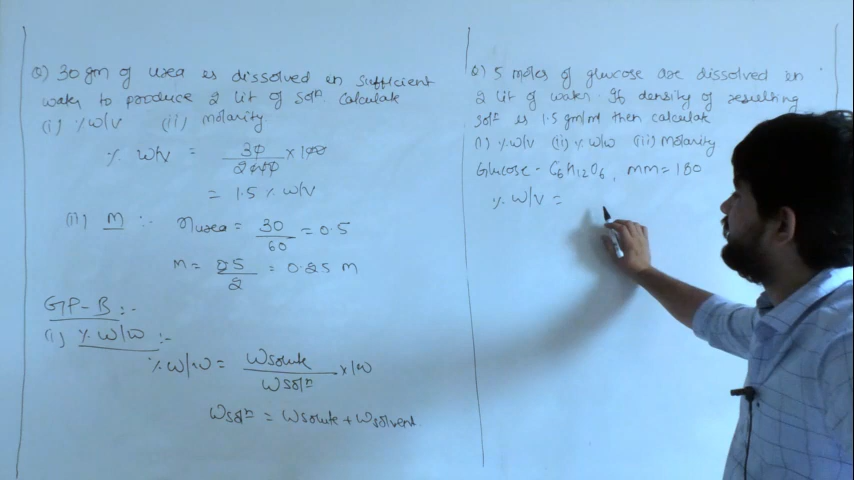 Q) 30 gm of urea is dissolved in sufficient
water to produce 2 lit of solⁿ. Calculate
(i) % w/v (ii) molarity.
% w/v = 30/2000 × 100
= 1.5 % w/v
(ii) M :- ηurea = 30/60 = 0.5
M = 0.5/2 = 0.25 M
GP-B :-
(i) % w/w :-
% w/w = Wsolute/Wsolⁿ × 100
Wsolⁿ = Wsolute + Wsolvent
Q) 5 moles of glucose are dissolved in
2 lit of water. If density of resulting
solⁿ is 1.5 gm/ml then calculate
(i) % w/v (ii) % w/w (iii) Molarity
Glucose - C6H12O6, MM = 180
% w/v =